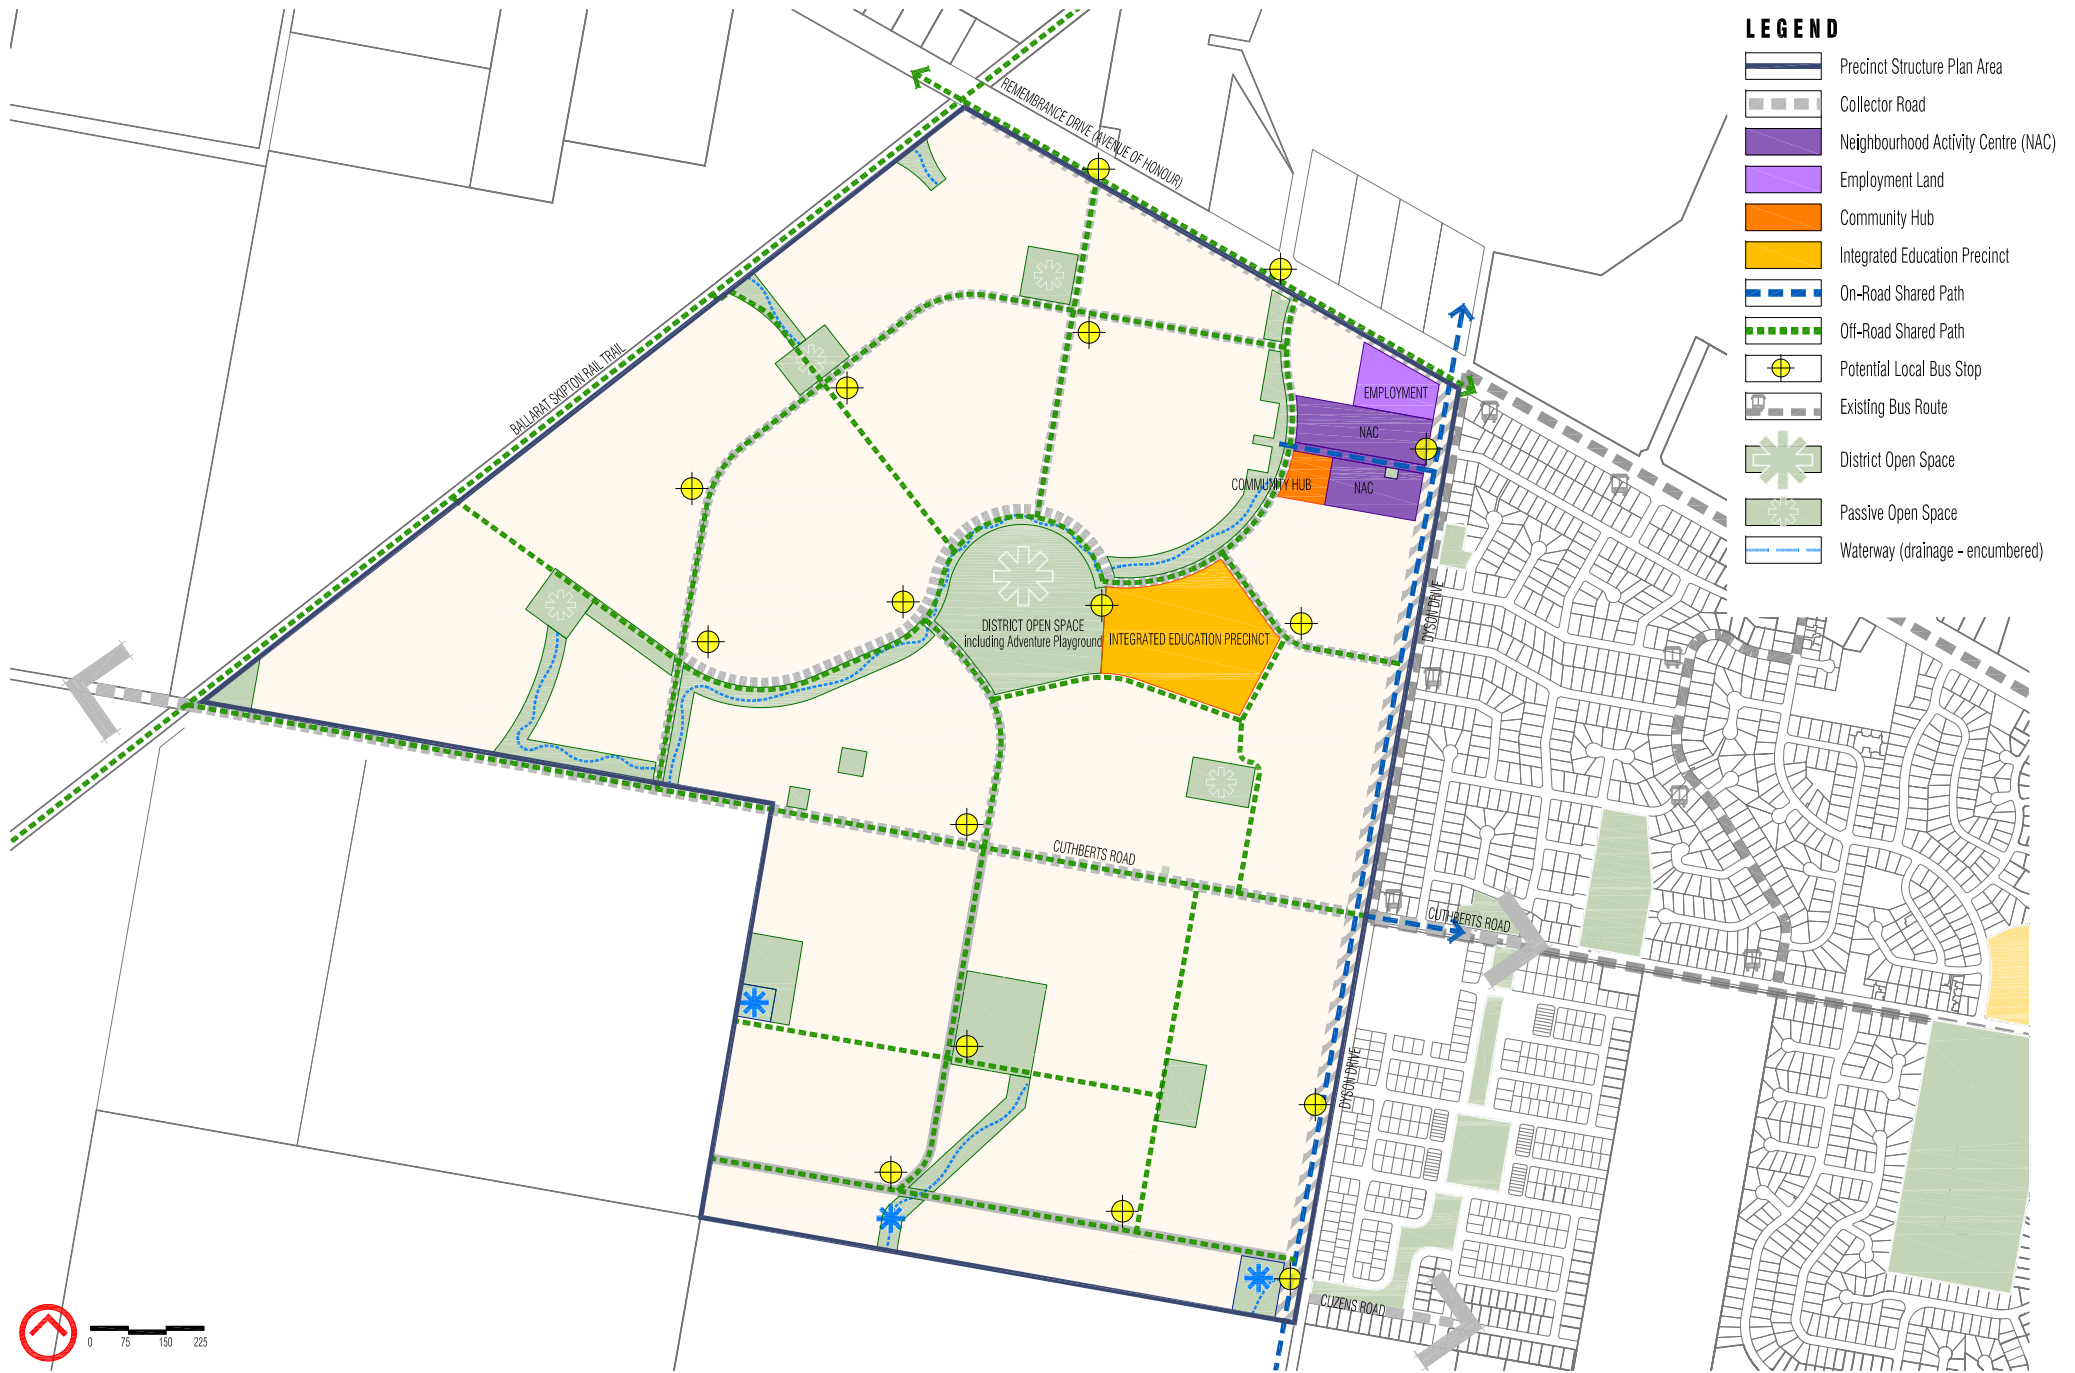 LEGEND
Precinct Structure Plan Area
Collector Road
Neighbourhood Activity Centre (NAC)
Employment Land
Community Hub
Integrated Education Precinct
On-Road Shared Path
Off-Road Shared Path
Potential Local Bus Stop
Existing Bus Route
District Open Space
Passive Open Space
Waterway (drainage - encumbered)
REMEMBRANCE DRIVE (AVENUE OF HONOUR)
BALLARAT SKIPTON RAIL TRAIL
EMPLOYMENT
NAC
COMMUNITY HUB
NAC
DYSON DRIVE
DISTRICT OPEN SPACE
including Adventure Playground
INTEGRATED EDUCATION PRECINCT
CUTHBERTS ROAD
CUTHBERTS ROAD
DYSON DRIVE
CUZENS ROAD
0 75 150 225